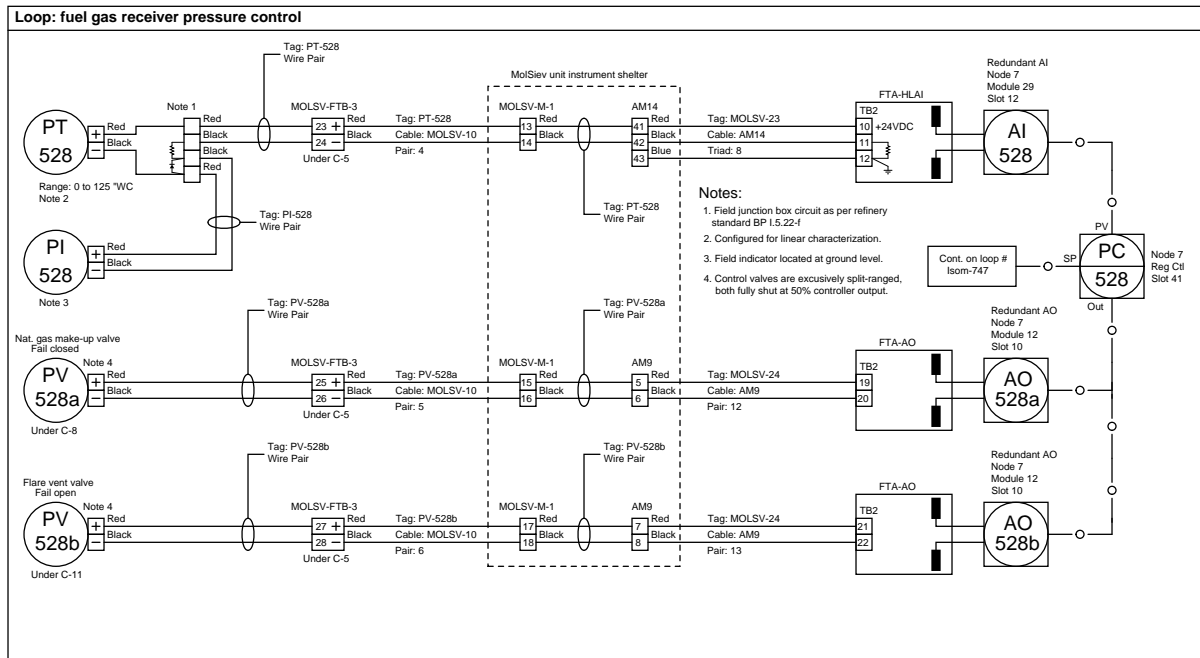 Loop: fuel gas receiver pressure control
Tag: PT-528
Wire Pair
Note 1
PT
528
+
−
Red
Black
Range: 0 to 125 "WC
Note 2
Red
Black
Black
Red
MOLSV-FTB-3
23 +
24 −
Red
Black
Under C-5
Tag: PT-528
Cable: MOLSV-10
Pair: 4
MolSiev unit instrument shelter
MOLSV-M-1
13
14
Red
Black
AM14
41
42
43
Red
Black
Blue
Tag: PT-528
Wire Pair
Tag: MOLSV-23
Cable: AM14
Triad: 8
FTA-HLAI
TB2
10
11
12
+24VDC
Redundant AI
Node 7
Module 29
Slot 12
AI
528
PI
528
+
−
Red
Black
Note 3
Tag: PI-528
Wire Pair
Notes:
1. Field junction box circuit as per refinery
standard BP I.5.22-f
2. Configured for linear characterization.
3. Field indicator located at ground level.
4. Control valves are excusively split-ranged,
both fully shut at 50% controller output.
Cont. on loop #
Isom-747
SP
PV
PC
528
Out
Node 7
Reg Ctl
Slot 41
Nat. gas make-up valve
Fail closed
PV
528a
Note 4
+
−
Red
Black
Under C-8
Tag: PV-528a
Wire Pair
MOLSV-FTB-3
25 +
26 −
Red
Black
Under C-5
Tag: PV-528a
Cable: MOLSV-10
Pair: 5
MOLSV-M-1
15
16
Red
Black
Tag: PV-528a
Wire Pair
AM9
5
6
Red
Black
Tag: MOLSV-24
Cable: AM9
Pair: 12
FTA-AO
TB2
19
20
Redundant AO
Node 7
Module 12
Slot 10
AO
528a
Flare vent valve
Fail open
PV
528b
Note 4
+
−
Red
Black
Under C-11
Tag: PV-528b
Wire Pair
MOLSV-FTB-3
27 +
28 −
Red
Black
Under C-5
Tag: PV-528b
Cable: MOLSV-10
Pair: 6
MOLSV-M-1
17
18
Red
Black
Tag: PV-528b
Wire Pair
AM9
7
8
Red
Black
Tag: MOLSV-24
Cable: AM9
Pair: 13
FTA-AO
TB2
21
22
Redundant AO
Node 7
Module 12
Slot 10
AO
528b